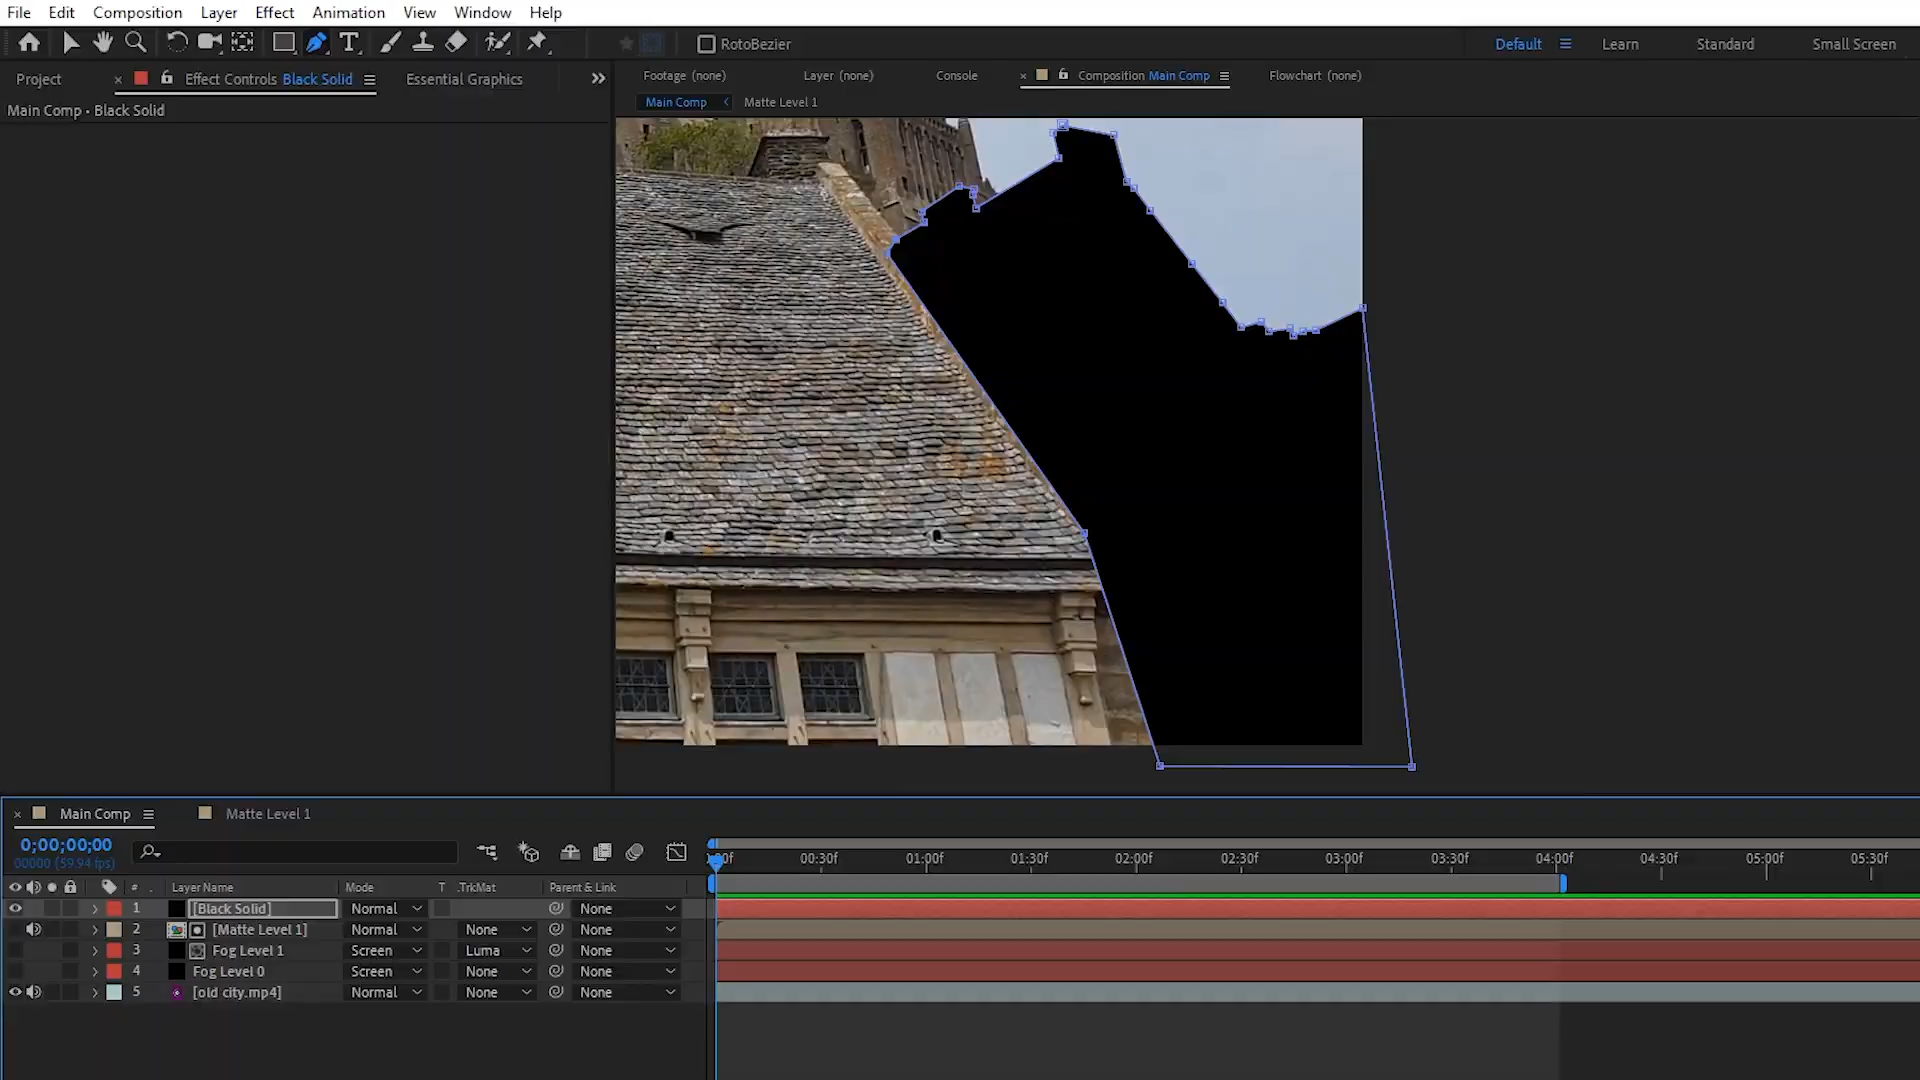 File Edit Composition Layer Effect Animation View Window Help
RotoBezier
Default Learn Standard Small Screen
Project × Effect Controls Black Solid Essential Graphics
Main Comp • Black Solid
Footage (none) Layer (none) Console × Composition Main Comp Flowchart (none)
Main Comp Matte Level 1
× Main Comp Matte Level 1
0;00;00;00
00000 (59.94 fps)
00:30f 01:00f 01:30f 02:00f 02:30f 03:00f 03:30f 04:00f 04:30f 05:00f 05:30f
# Layer Name Mode T .TrkMat Parent & Link
1 [Black Solid] Normal None
2 [Matte Level 1] Normal None None
3 Fog Level 1 Screen Luma None
4 Fog Level 0 Screen None None
5 [old city.mp4] Normal None None